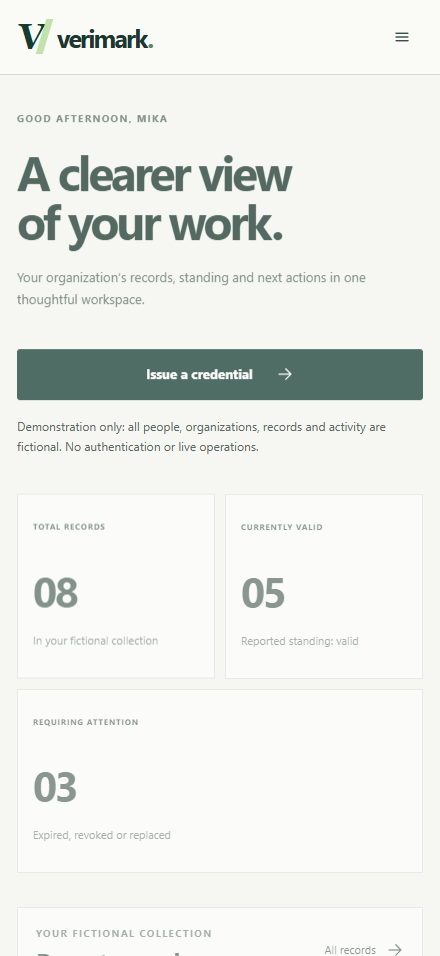 V verimark.
GOOD AFTERNOON, MIKA
A clearer view
of your work.
Your organization's records, standing and next actions in one
thoughtful workspace.
Issue a credential
Demonstration only: all people, organizations, records and activity are
fictional. No authentication or live operations.
TOTAL RECORDS
08
In your fictional collection
CURRENTLY VALID
05
Reported standing: valid
REQUIRING ATTENTION
03
Expired, revoked or replaced
YOUR FICTIONAL COLLECTION
All records